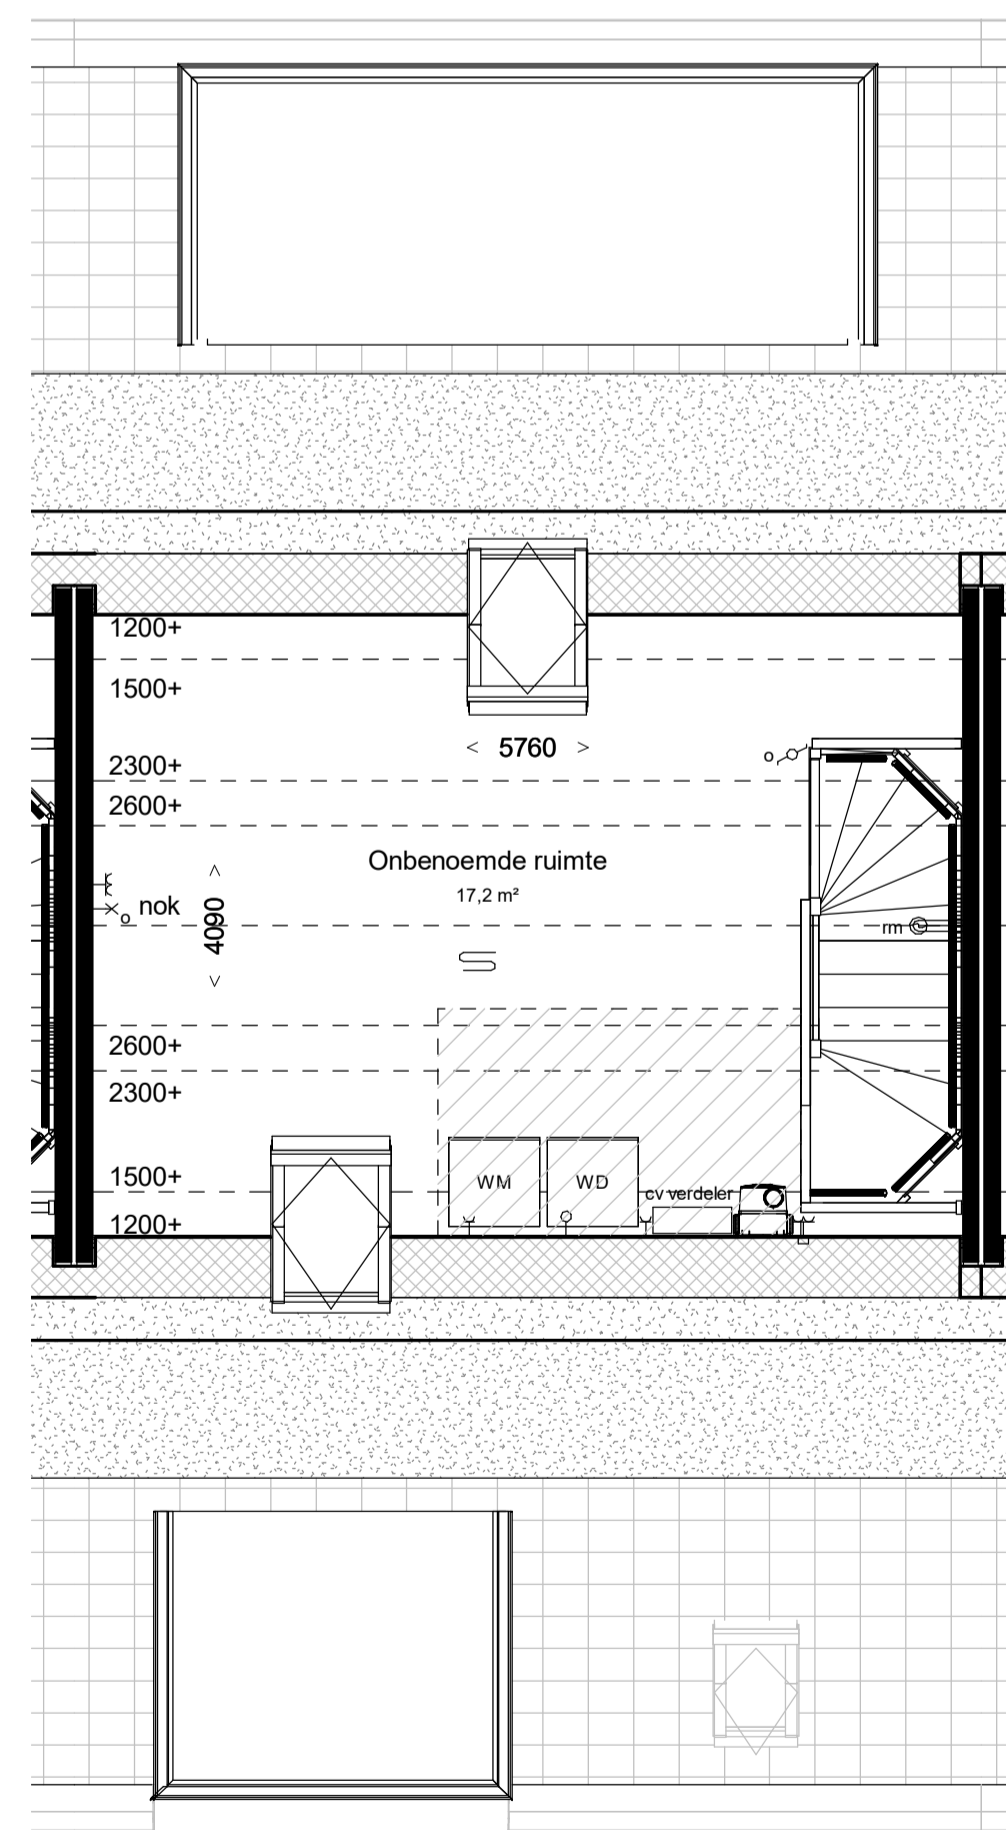 1200+
1500+
5760
2300+
2600+
Onbenoemde ruimte
17,2 m²
nok
4090
rm
2600+
2300+
1500+
WM
WD
cv verdeler
1200+